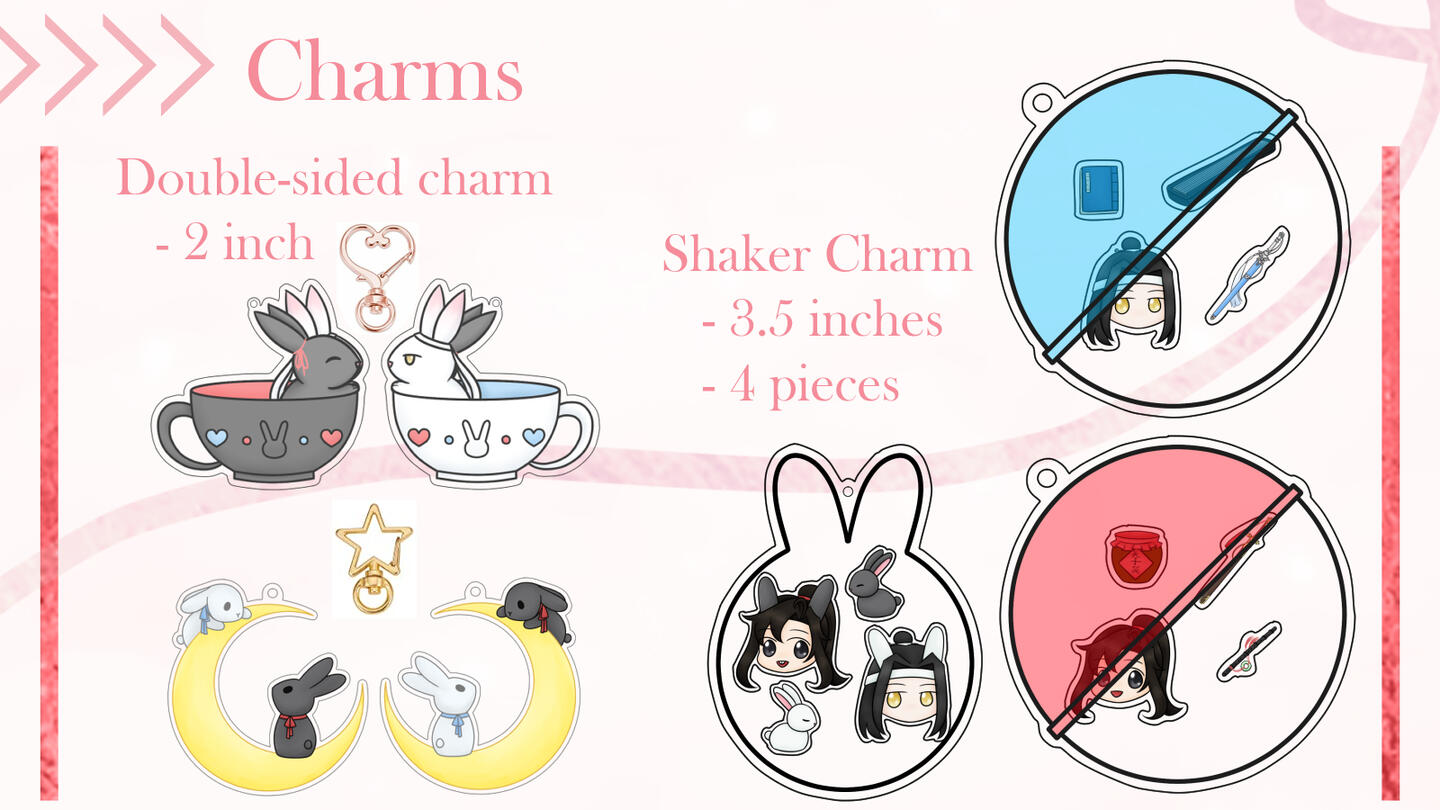 Charms
Double-sided charm
- 2 inch
Shaker Charm
- 3.5 inches
- 4 pieces